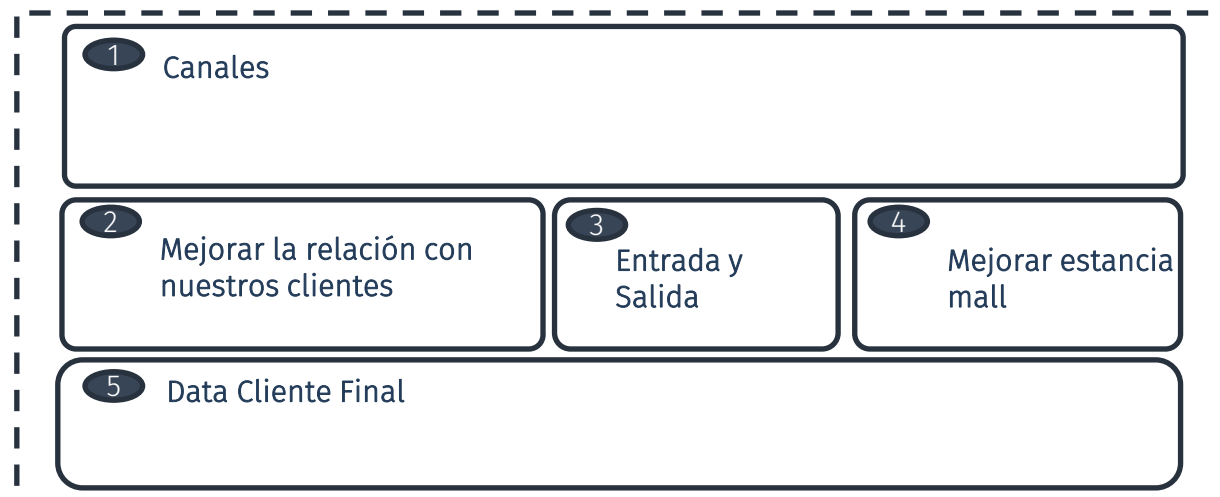 1
Canales
2
Mejorar la relación con
nuestros clientes
3
Entrada y
Salida
4
Mejorar estancia
mall
5
Data Cliente Final